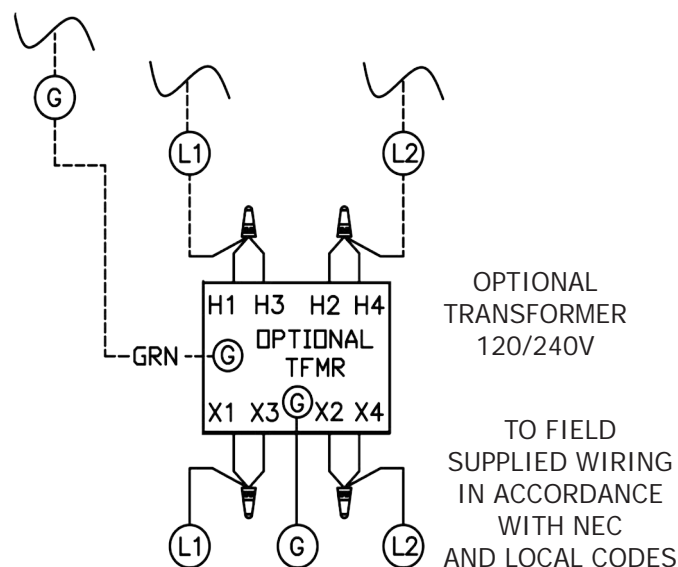 G
L1
L2
H1 H3 H2 H4
OPTIONAL
TFMR
GRN
G
G
X1 X3 X2 X4
OPTIONAL
TRANSFORMER
120/240V
TO FIELD
SUPPLIED WIRING
IN ACCORDANCE
WITH NEC
AND LOCAL CODES
L1
G
L2